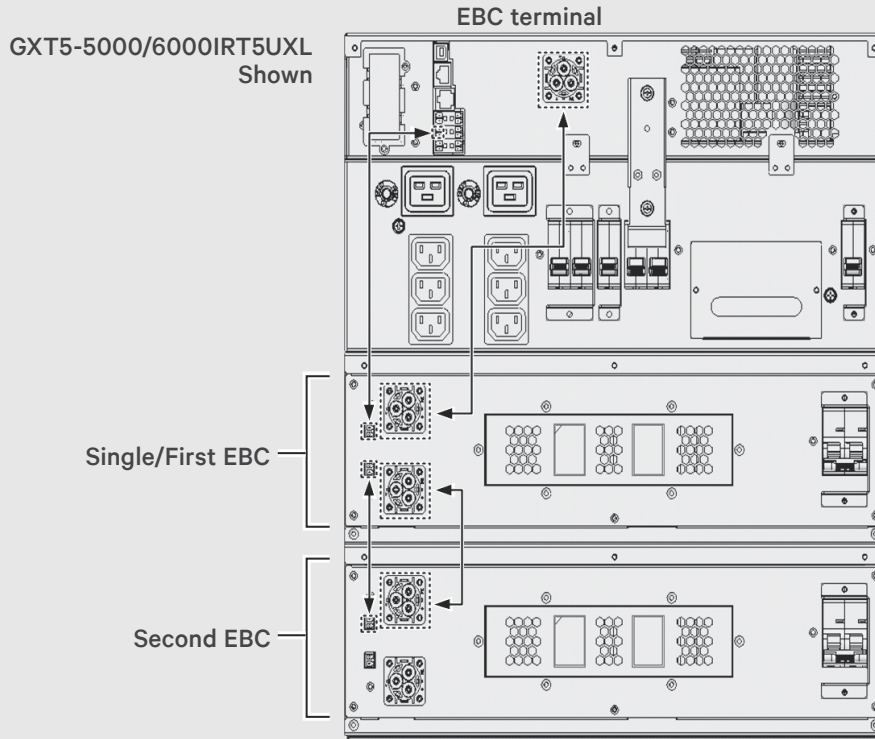 EBC terminal
GXT5-5000/6000IRT5UXL
Shown
Single/First EBC
Second EBC